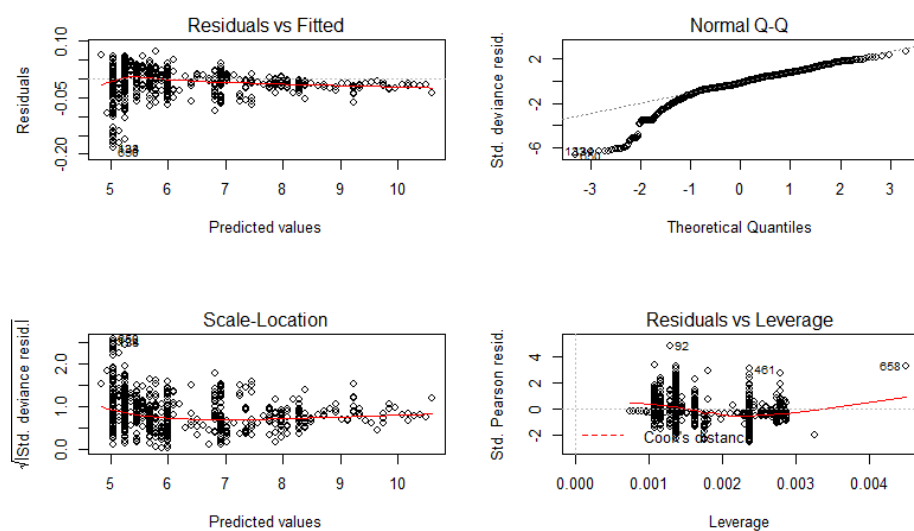 Residuals vs Fitted
Residuals
0.10
-0.05
-0.20
5 6 7 8 9 10
Predicted values
Normal Q-Q
Std. deviance resid.
2
-2
-6
-3 -2 -1 0 1 2 3
Theoretical Quantiles
Scale-Location
√|Std. deviance resid.|
2.0
1.0
0.0
5 6 7 8 9 10
Predicted values
Residuals vs Leverage
Std. Pearson resid.
4
2
0
-2
92
461
658
Cook's distance
0.000 0.001 0.002 0.003 0.004
Leverage